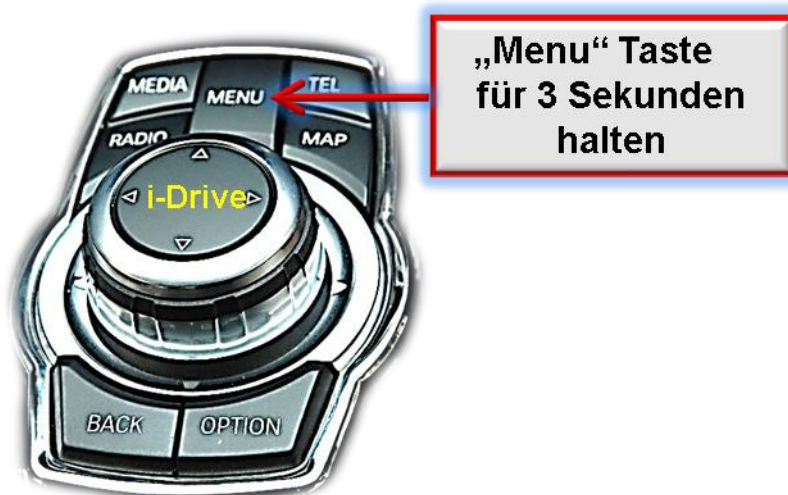 „Menu“ Taste
für 3 Sekunden
halten
MEDIA
MENU
TEL
RADIO
MAP
i-Drive
BACK
OPTION